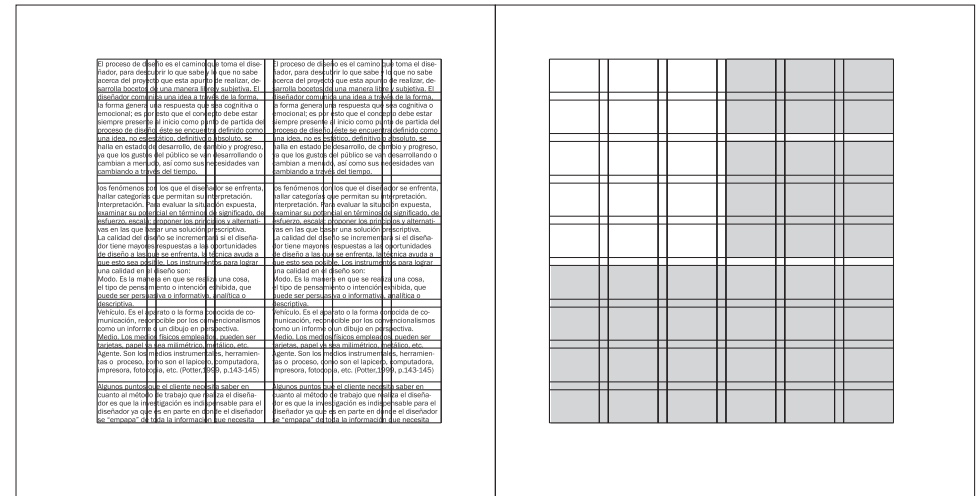 El proceso de diseño es el camino que toma el dise-
ñador, para descubrir lo que sabe y lo que no sabe
acerca del proyecto que esta apunto de realizar, de-
sarrolla bocetos de una manera libre y subjetiva. El
diseñador comunica una idea a través de la forma,
la forma genera una respuesta que sea cognitiva o
emocional; es por esto que el concepto debe estar
siempre presente al inicio como punto de partida del
proceso de diseño, éste se encuentra definido como
una idea, no es estático, definitivo o absoluto, se
halla en estado de desarrollo, de cambio y progreso,
ya que los gustos del público se van desarrollando o
cambian a menudo, así como sus necesidades van
cambiando a través del tiempo.
los fenómenos con los que el diseñador se enfrenta,
hallar categorías que permitan su interpretación.
Interpretación. Para evaluar la situación expuesta,
examinar su potencial en términos de significado, de
esfuerzo, escala; proponer los principios y alternati-
vas en las que basar una solución prescriptiva.
La calidad del diseño se incrementará si el diseña-
dor tiene mayores respuestas a las oportunidades
de diseño a las que se enfrenta, la técnica ayuda a
que esto sea posible. Los instrumentos para lograr
una calidad en el diseño son:
Modo. Es la manera en que se realiza una cosa,
el tipo de pensamiento o intención exhibida, que
puede ser persuasiva o informativa, analítica o
descriptiva.
Vehículo. Es el aparato o la forma conocida de co-
municación, reconocible por los convencionalismos
como un informe o un dibujo en perspectiva.
Medio. Los medios físicos empleados, pueden ser
tarjetas, papel ya sea milimétrico, metálico, etc.
Agente. Son los medios instrumentales, herramien-
tas o proceso, como son el lapicero, computadora,
impresora, fotocopia, etc. (Potter,1999, p.143-145)
Algunos puntos que el cliente necesita saber en
cuanto al método de trabajo que realiza el diseña-
dor es que la investigación es indispensable para el
diseñador ya que es en parte en donde el diseñador
se "empapa" de toda la información que necesita
El proceso de diseño es el camino que toma el dise-
ñador, para descubrir lo que sabe y lo que no sabe
acerca del proyecto que esta apunto de realizar, de-
sarrolla bocetos de una manera libre y subjetiva. El
diseñador comunica una idea a través de la forma,
la forma genera una respuesta que sea cognitiva o
emocional; es por esto que el concepto debe estar
siempre presente al inicio como punto de partida del
proceso de diseño, éste se encuentra definido como
una idea, no es estático, definitivo o absoluto, se
halla en estado de desarrollo, de cambio y progreso,
ya que los gustos del público se van desarrollando o
cambian a menudo, así como sus necesidades van
cambiando a través del tiempo.
los fenómenos con los que el diseñador se enfrenta,
hallar categorías que permitan su interpretación.
Interpretación. Para evaluar la situación expuesta,
examinar su potencial en términos de significado, de
esfuerzo, escala; proponer los principios y alternati-
vas en las que basar una solución prescriptiva.
La calidad del diseño se incrementará si el diseña-
dor tiene mayores respuestas a las oportunidades
de diseño a las que se enfrenta, la técnica ayuda a
que esto sea posible. Los instrumentos para lograr
una calidad en el diseño son:
Modo. Es la manera en que se realiza una cosa,
el tipo de pensamiento o intención exhibida, que
puede ser persuasiva o informativa, analítica o
descriptiva.
Vehículo. Es el aparato o la forma conocida de co-
municación, reconocible por los convencionalismos
como un informe o un dibujo en perspectiva.
Medio. Los medios físicos empleados, pueden ser
tarjetas, papel ya sea milimétrico, metálico, etc.
Agente. Son los medios instrumentales, herramien-
tas o proceso, como son el lapicero, computadora,
impresora, fotocopia, etc. (Potter,1999, p.143-145)
Algunos puntos que el cliente necesita saber en
cuanto al método de trabajo que realiza el diseña-
dor es que la investigación es indispensable para el
diseñador ya que es en parte en donde el diseñador
se "empapa" de toda la información que necesita